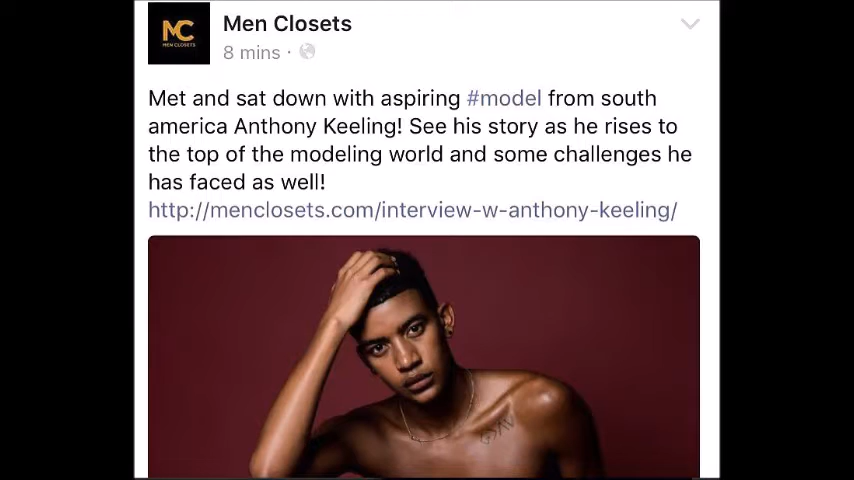 MC
MEN CLOSETS
Men Closets
8 mins ·
Met and sat down with aspiring #model from south
america Anthony Keeling! See his story as he rises to
the top of the modeling world and some challenges he
has faced as well!
http://menclosets.com/interview-w-anthony-keeling/